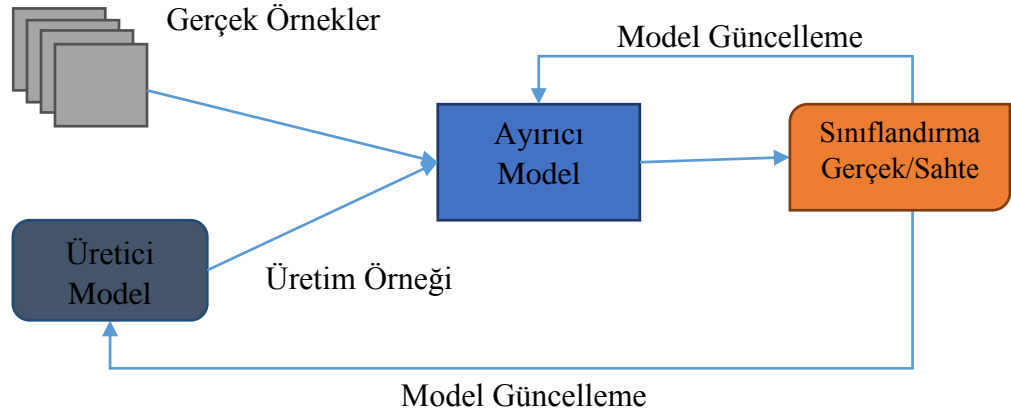 Gerçek Örnekler
Model Güncelleme
Ayırıcı
Model
Sınıflandırma
Gerçek/Sahte
Üretici
Model
Üretim Örneği
Model Güncelleme